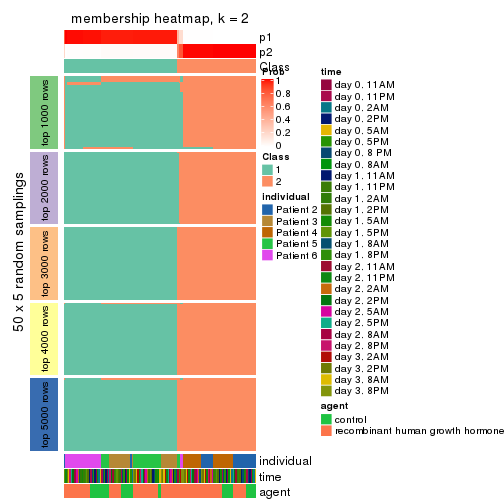 membership heatmap, k = 2
p1
p2
Class
50 x 5 random samplings
top 1000 rows
top 2000 rows
top 3000 rows
top 4000 rows
top 5000 rows
individual
time
agent
Prob
1
0.8
0.6
0.4
0.2
0
Class
1
2
individual
Patient 2
Patient 3
Patient 4
Patient 5
Patient 6
time
day 0. 11AM
day 0. 11PM
day 0. 2AM
day 0. 2PM
day 0. 5AM
day 0. 5PM
day 0. 8 PM
day 0. 8AM
day 1. 11AM
day 1. 11PM
day 1. 2AM
day 1. 2PM
day 1. 5AM
day 1. 5PM
day 1. 8AM
day 1. 8PM
day 2. 11AM
day 2. 11PM
day 2. 2AM
day 2. 2PM
day 2. 5AM
day 2. 5PM
day 2. 8AM
day 2. 8PM
day 3. 2AM
day 3. 2PM
day 3. 8AM
day 3. 8PM
agent
control
recombinant human growth hormone